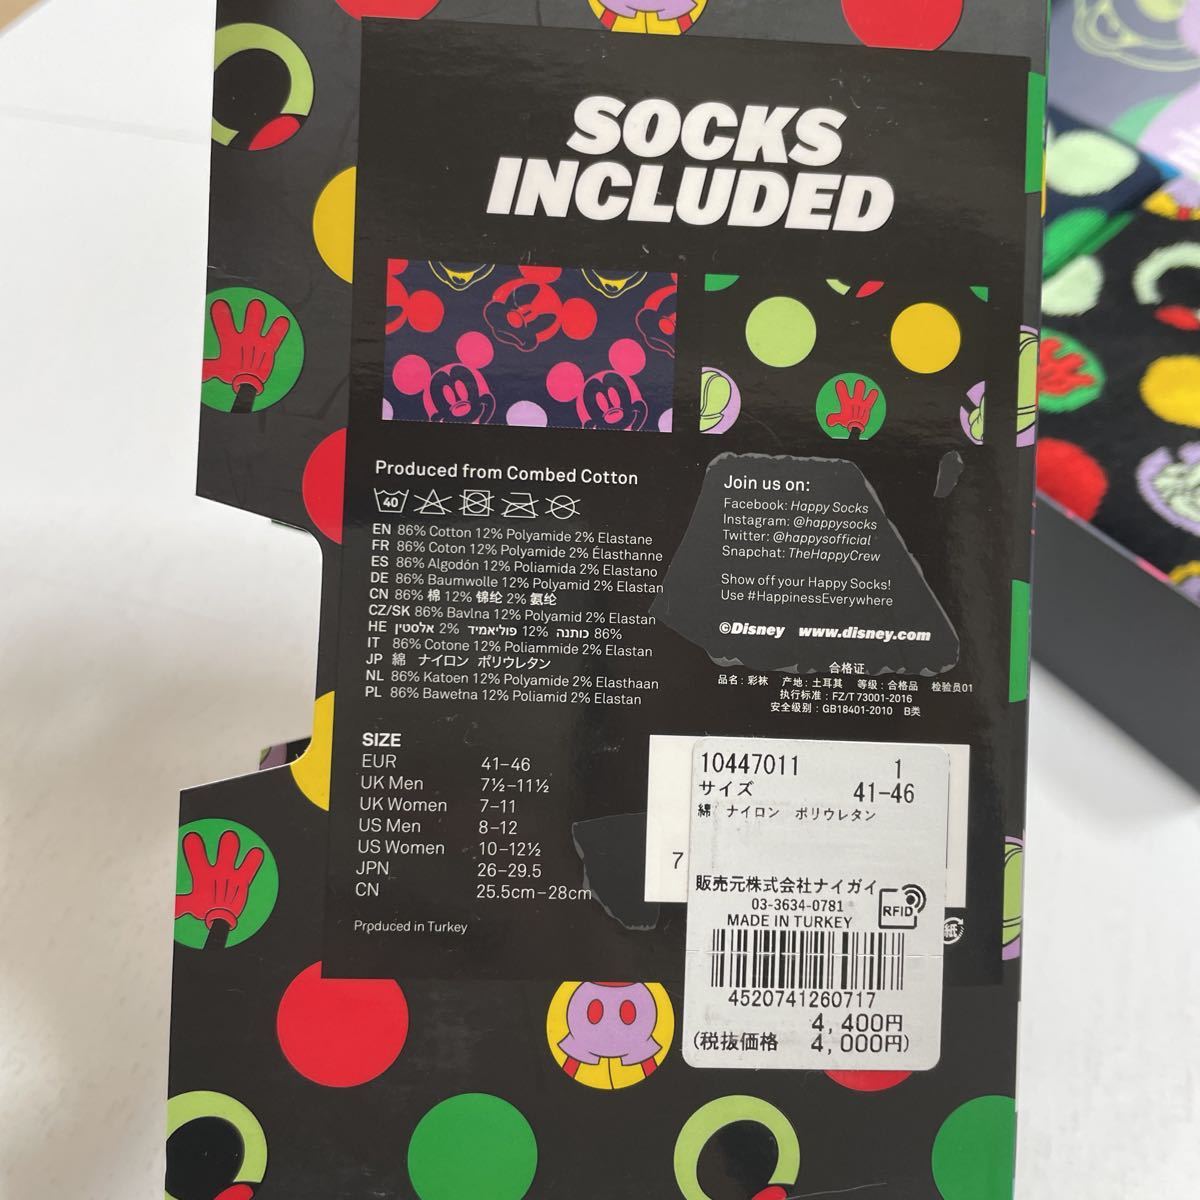 SOCKS
INCLUDED
Produced from Combed Cotton
40
EN 86% Cotton 12% Polyamide 2% Elastane
FR 86% Coton 12% Polyamide 2% Élasthanne
ES 86% Algodón 12% Poliamida 2% Elastano
DE 86% Baumwolle 12% Polyamid 2% Elastan
CN 86% 棉 12% 锦纶 2% 氨纶
CZ/SK 86% Bavlna 12% Polyamid 2% Elastan
HE 86% כותנה 12% פוליאמיד 2% אלסטין
IT 86% Cotone 12% Poliammide 2% Elastan
JP 綿 ナイロン ポリウレタン
NL 86% Katoen 12% Polyamide 2% Elasthaan
PL 86% Bawełna 12% Poliamid 2% Elastan
SIZE
EUR 41–46
UK Men 7½–11½
UK Women 7–11
US Men 8–12
US Women 10–12½
JPN 26–29.5
CN 25.5cm–28cm
Produced in Turkey
Join us on:
Facebook: Happy Socks
Instagram: @happysocks
Twitter: @happysofficial
Snapchat: TheHappyCrew
Show off your Happy Socks!
Use #HappinessEverywhere
©Disney www.disney.com
合格证
品名：彩袜 产地：土耳其 等级：合格品 检验员01
执行标准：FZ/T 73001-2016
安全级别：GB18401-2010 B类
7
10447011 1
サイズ 41-46
綿 ナイロン ポリウレタン
販売元株式会社ナイガイ
03-3634-0781
MADE IN TURKEY
RFID
紙
4520741260717
4,400円
(税抜価格 4,000円)